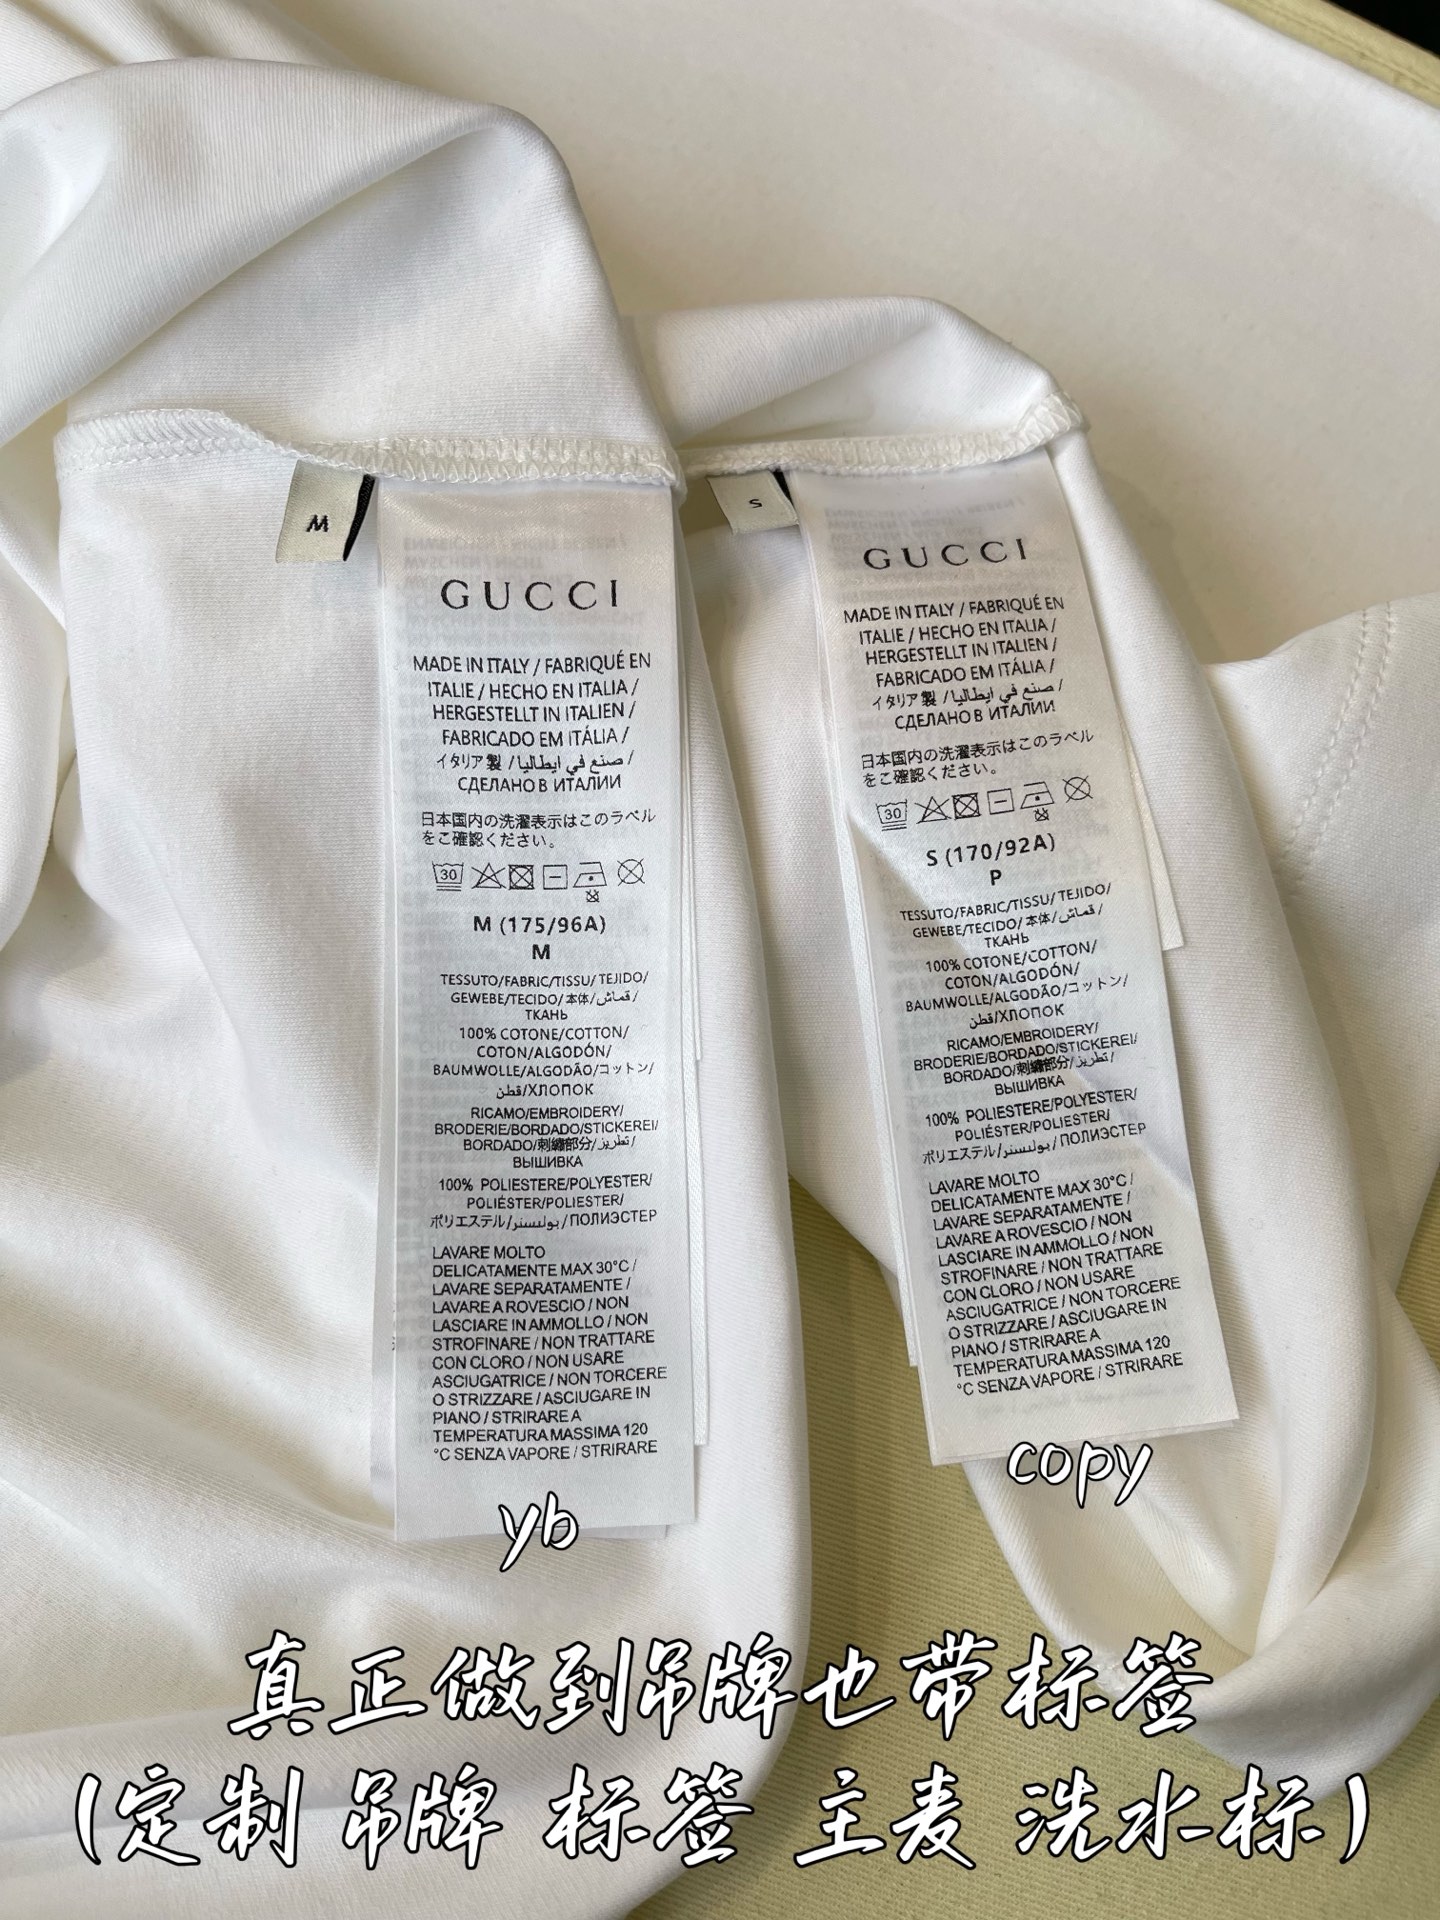 M
GUCCI
MADE IN ITALY / FABRIQUÉ EN
ITALIE / HECHO EN ITALIA /
HERGESTELLT IN ITALIEN /
FABRICADO EM ITÁLIA /
イタリア製 / صنع في ايطاليا /
СДЕЛАНО В ИТАЛИИ
日本国内の洗濯表示はこのラベル
をご確認ください。
30
M (175/96A)
M
TESSUTO/FABRIC/TISSU/TEJIDO/
GEWEBE/TECIDO/本体/قماش/
ТКАНЬ
100% COTONE/COTTON/
COTON/ALGODÓN/
BAUMWOLLE/ALGODÃO/コットン/
قطن/ХЛОПОК
RICAMO/EMBROIDERY/
BRODERIE/BORDADO/STICKEREI/
BORDADO/刺繍部分/تطريز/
ВЫШИВКА
100% POLIESTERE/POLYESTER/
POLIÉSTER/POLIESTER/
ポリエステル/بوليستر/ПОЛИЭСТЕР
LAVARE MOLTO
DELICATAMENTE MAX 30°C /
LAVARE SEPARATAMENTE /
LAVARE A ROVESCIO / NON
LASCIARE IN AMMOLLO / NON
STROFINARE / NON TRATTARE
CON CLORO / NON USARE
ASCIUGATRICE / NON TORCERE
O STRIZZARE / ASCIUGARE IN
PIANO / STRIRARE A
TEMPERATURA MASSIMA 120
°C SENZA VAPORE / STRIRARE
yb
S
GUCCI
MADE IN ITALY / FABRIQUÉ EN
ITALIE / HECHO EN ITALIA /
HERGESTELLT IN ITALIEN /
FABRICADO EM ITÁLIA /
イタリア製 / صنع في ايطاليا /
СДЕЛАНО В ИТАЛИИ
日本国内の洗濯表示はこのラベル
をご確認ください。
30
S (170/92A)
P
TESSUTO/FABRIC/TISSU/TEJIDO/
GEWEBE/TECIDO/本体/قماش/
ТКАНЬ
100% COTONE/COTTON/
COTON/ALGODÓN/
BAUMWOLLE/ALGODÃO/コットン/
قطن/ХЛОПОК
RICAMO/EMBROIDERY/
BRODERIE/BORDADO/STICKEREI/
BORDADO/刺繍部分/تطريز/
ВЫШИВКА
100% POLIESTERE/POLYESTER/
POLIÉSTER/POLIESTER/
ポリエステル/بوليستر/ПОЛИЭСТЕР
LAVARE MOLTO
DELICATAMENTE MAX 30°C /
LAVARE SEPARATAMENTE /
LAVARE A ROVESCIO / NON
LASCIARE IN AMMOLLO / NON
STROFINARE / NON TRATTARE
CON CLORO / NON USARE
ASCIUGATRICE / NON TORCERE
O STRIZZARE / ASCIUGARE IN
PIANO / STRIRARE A
TEMPERATURA MASSIMA 120
°C SENZA VAPORE / STRIRARE
copy
真正做到吊牌也带标签
(定制 吊牌 标签 主麦 洗水标)